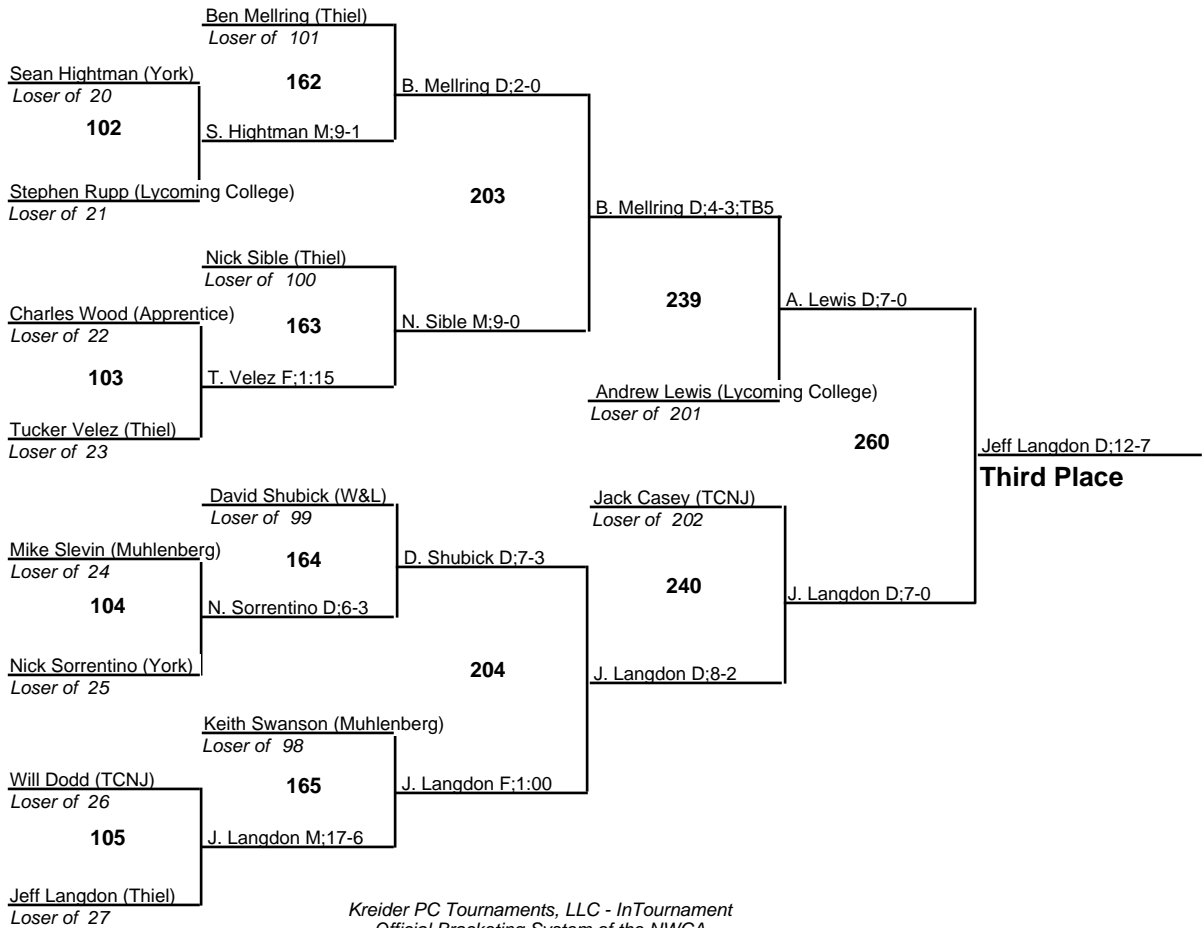 Ben Mellring (Thiel)
Loser of 101
Sean Hightman (York)
Loser of 20
162
B. Mellring D;2-0
102
S. Hightman M;9-1
Stephen Rupp (Lycoming College)
Loser of 21
203
B. Mellring D;4-3;TB5
Nick Sible (Thiel)
Loser of 100
Charles Wood (Apprentice)
Loser of 22
163
N. Sible M;9-0
239
A. Lewis D;7-0
103
T. Velez F;1:15
Andrew Lewis (Lycoming College)
Loser of 201
Tucker Velez (Thiel)
Loser of 23
260
Jeff Langdon D;12-7
Third Place
David Shubick (W&L)
Loser of 99
Jack Casey (TCNJ)
Loser of 202
Mike Slevin (Muhlenberg)
Loser of 24
164
D. Shubick D;7-3
104
N. Sorrentino D;6-3
240
J. Langdon D;7-0
Nick Sorrentino (York)
Loser of 25
204
J. Langdon D;8-2
Keith Swanson (Muhlenberg)
Loser of 98
Will Dodd (TCNJ)
Loser of 26
165
J. Langdon F;1:00
105
J. Langdon M;17-6
Jeff Langdon (Thiel)
Loser of 27
Kreider PC Tournaments, LLC - InTournament
Official Bracketing System of the NWCA